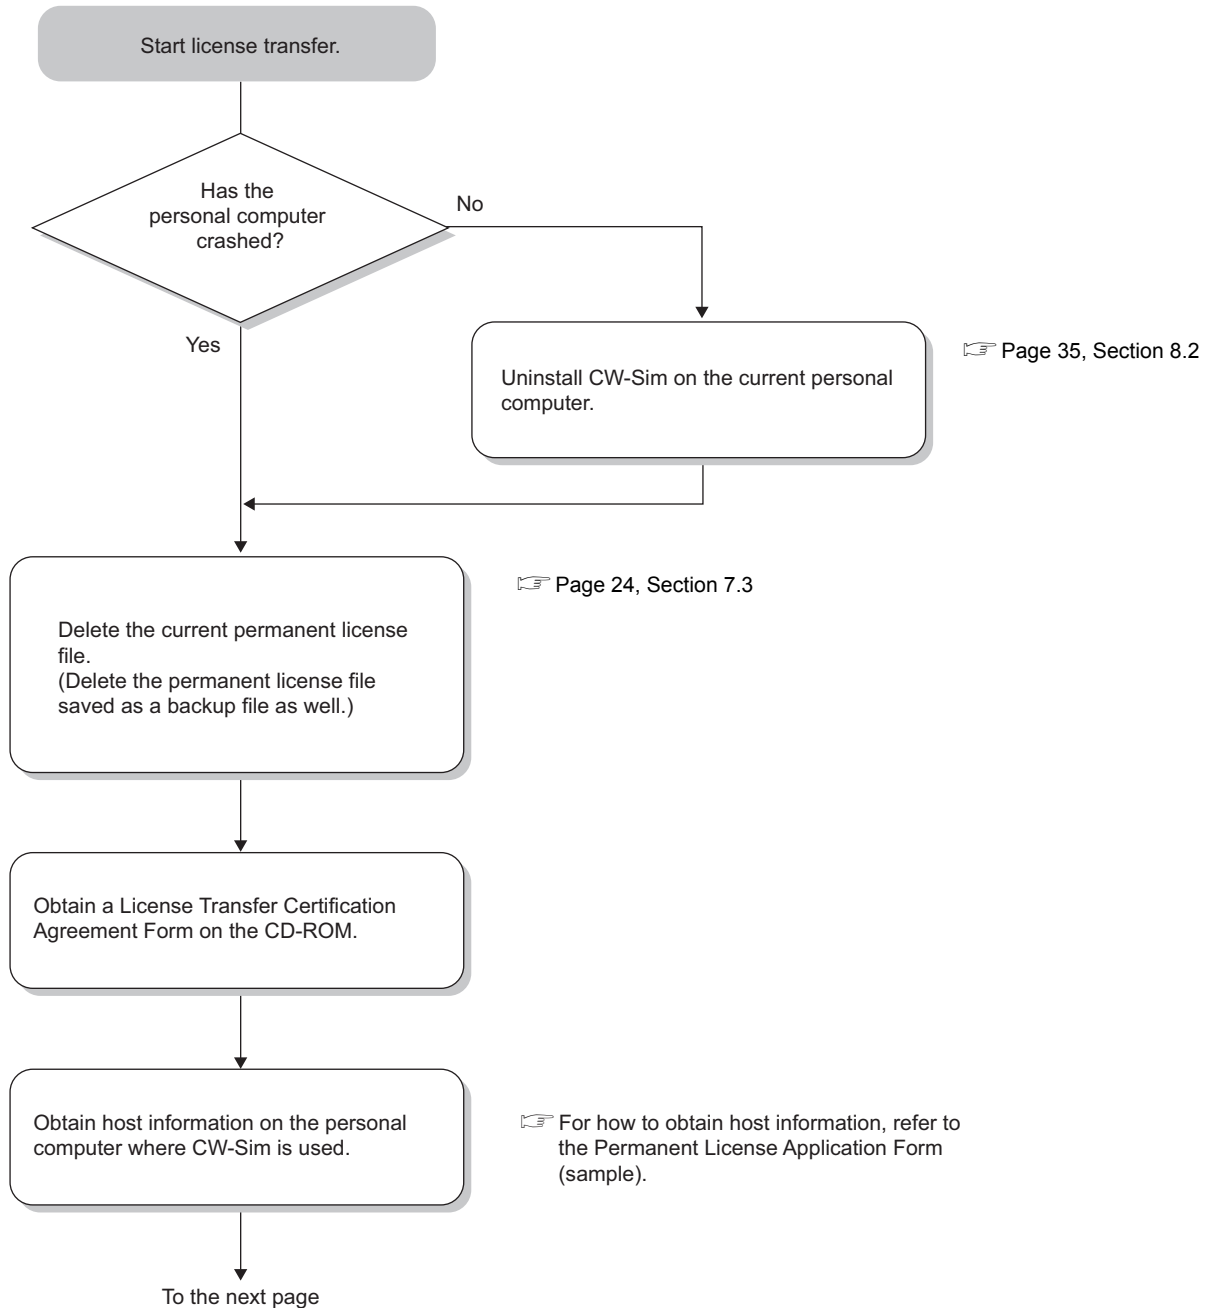 Start license transfer.
Has the
personal computer
crashed?
No
Yes
Uninstall CW-Sim on the current personal
computer.
Page 35, Section 8.2
Delete the current permanent license
file.
(Delete the permanent license file
saved as a backup file as well.)
Page 24, Section 7.3
Obtain a License Transfer Certification
Agreement Form on the CD-ROM.
Obtain host information on the personal
computer where CW-Sim is used.
For how to obtain host information, refer to
the Permanent License Application Form
(sample).
To the next page